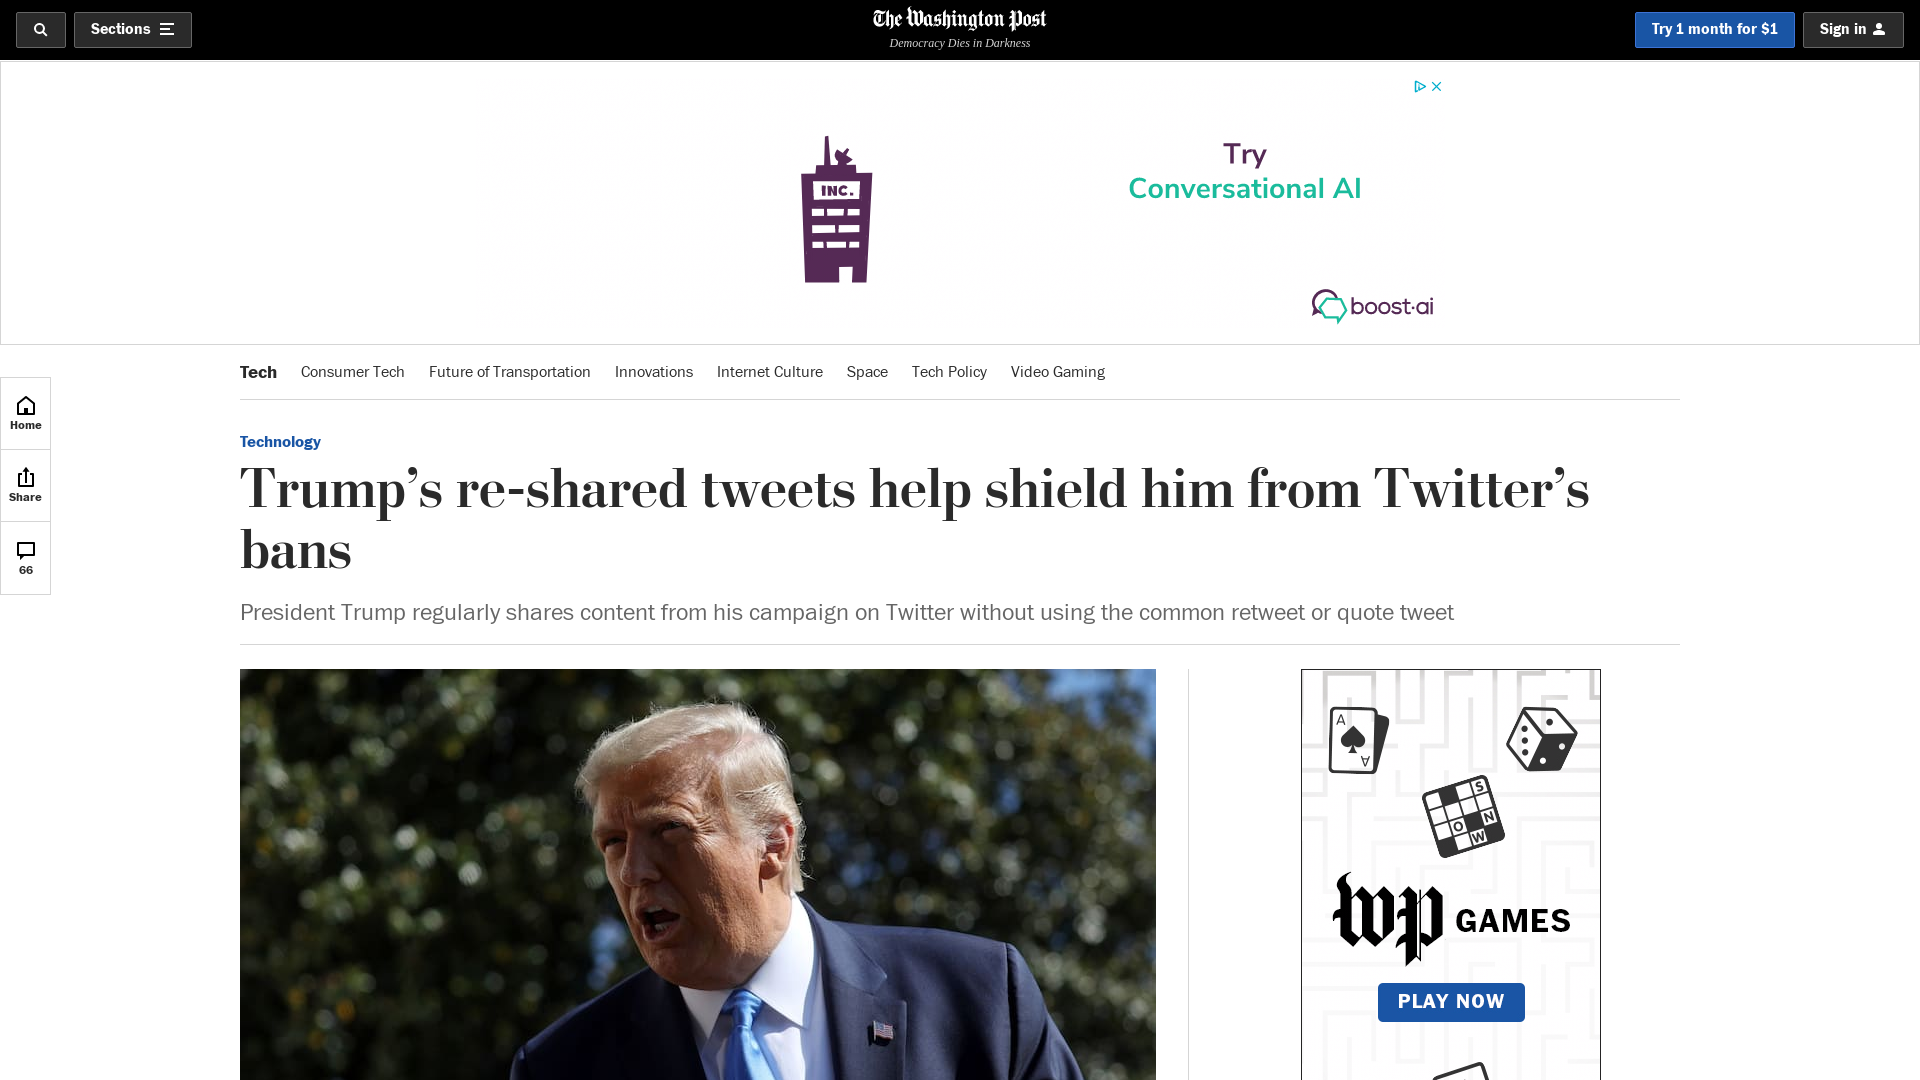 Sections
The Washington Post
Democracy Dies in Darkness
Try 1 month for $1
Sign in
INC.
Try
Conversational AI
boost·ai
Home
Share
66
Tech
Consumer Tech
Future of Transportation
Innovations
Internet Culture
Space
Tech Policy
Video Gaming
Technology
Trump’s re-shared tweets help shield him from Twitter’s
bans
President Trump regularly shares content from his campaign on Twitter without using the common retweet or quote tweet
A
A
S
O N
W
wp GAMES
PLAY NOW